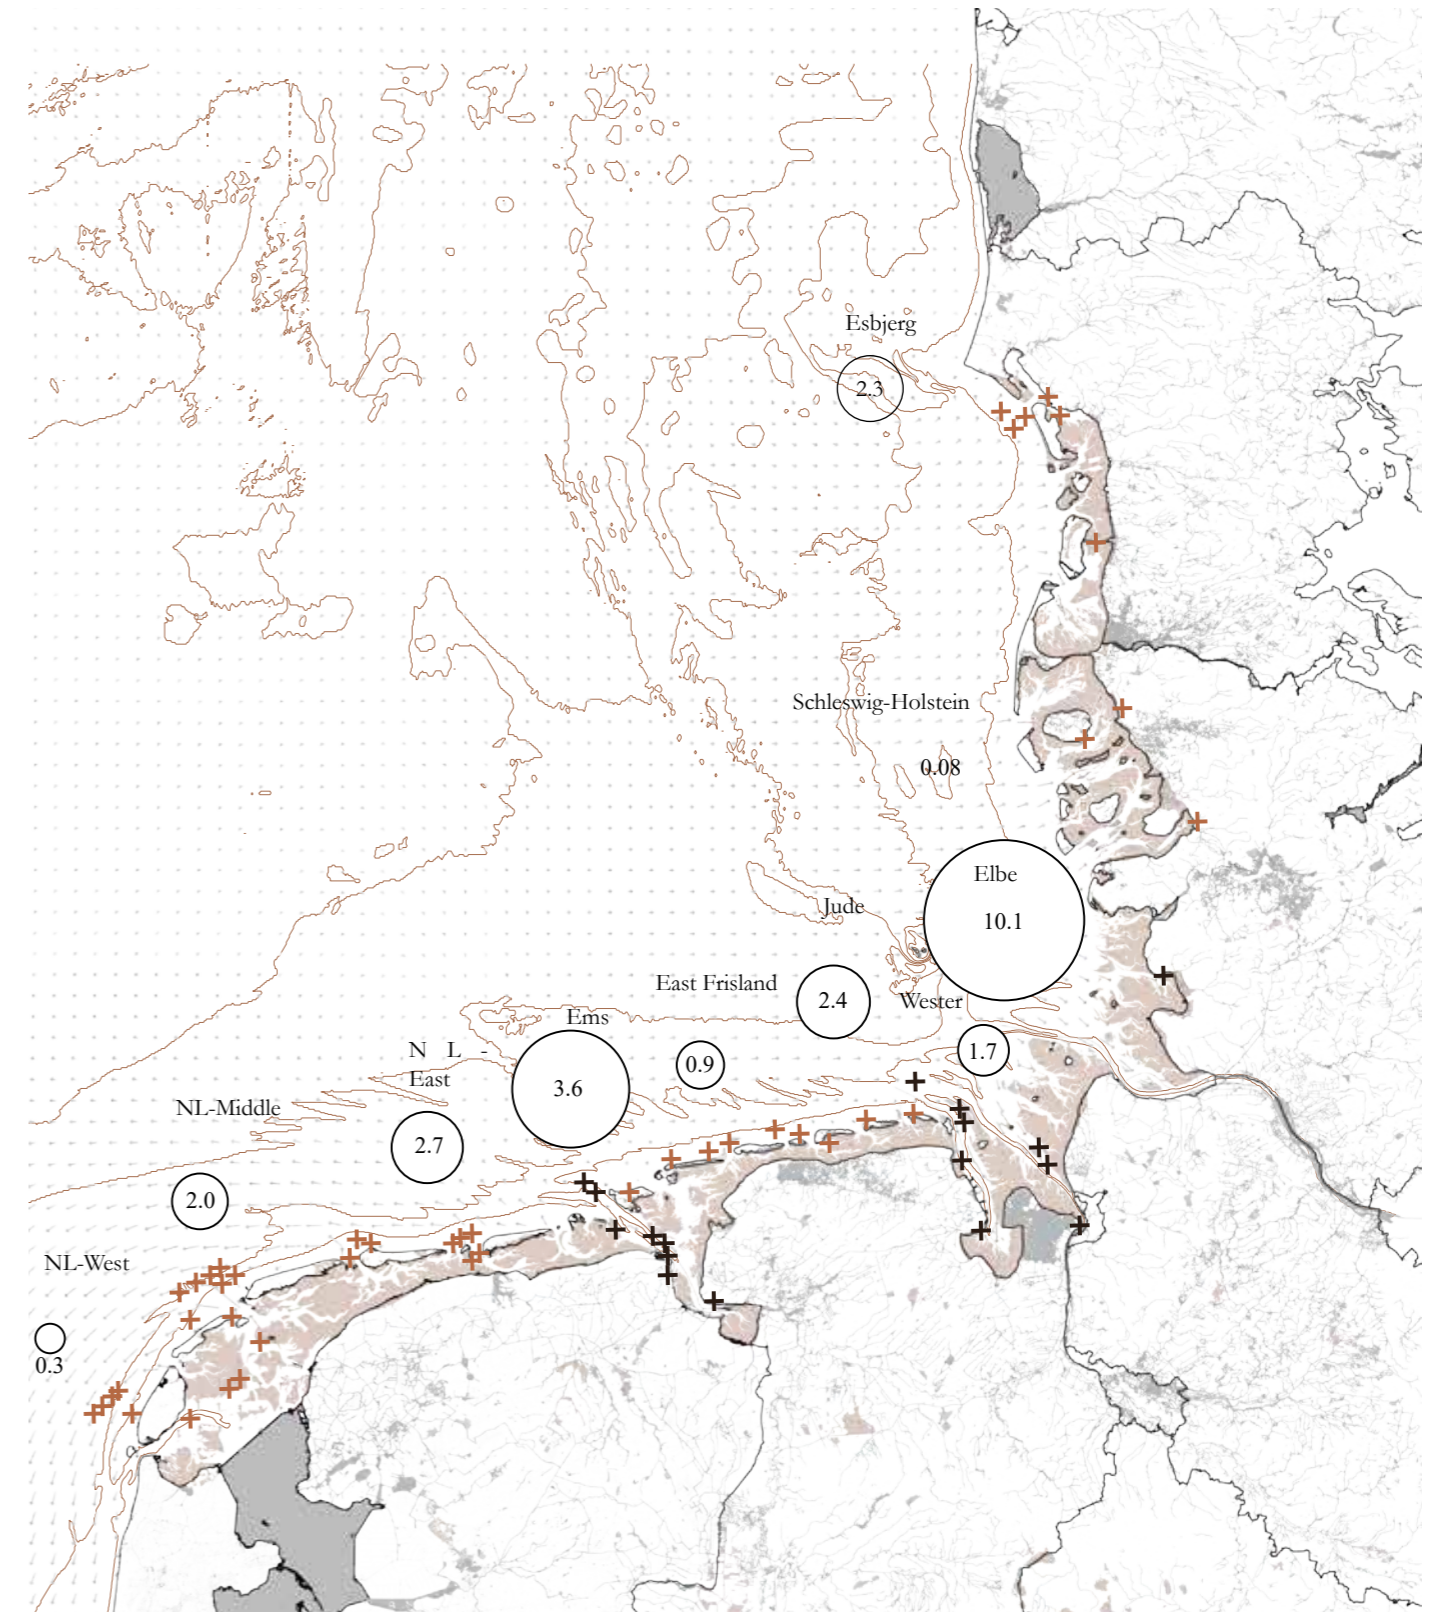 Esbjerg
2.3
Schleswig-Holstein
0.08
Elbe
10.1
Jude
East Frisland
2.4
Wester
Ems
3.6
0.9
1.7
N L -
East
2.7
NL-Middle
2.0
NL-West
0.3